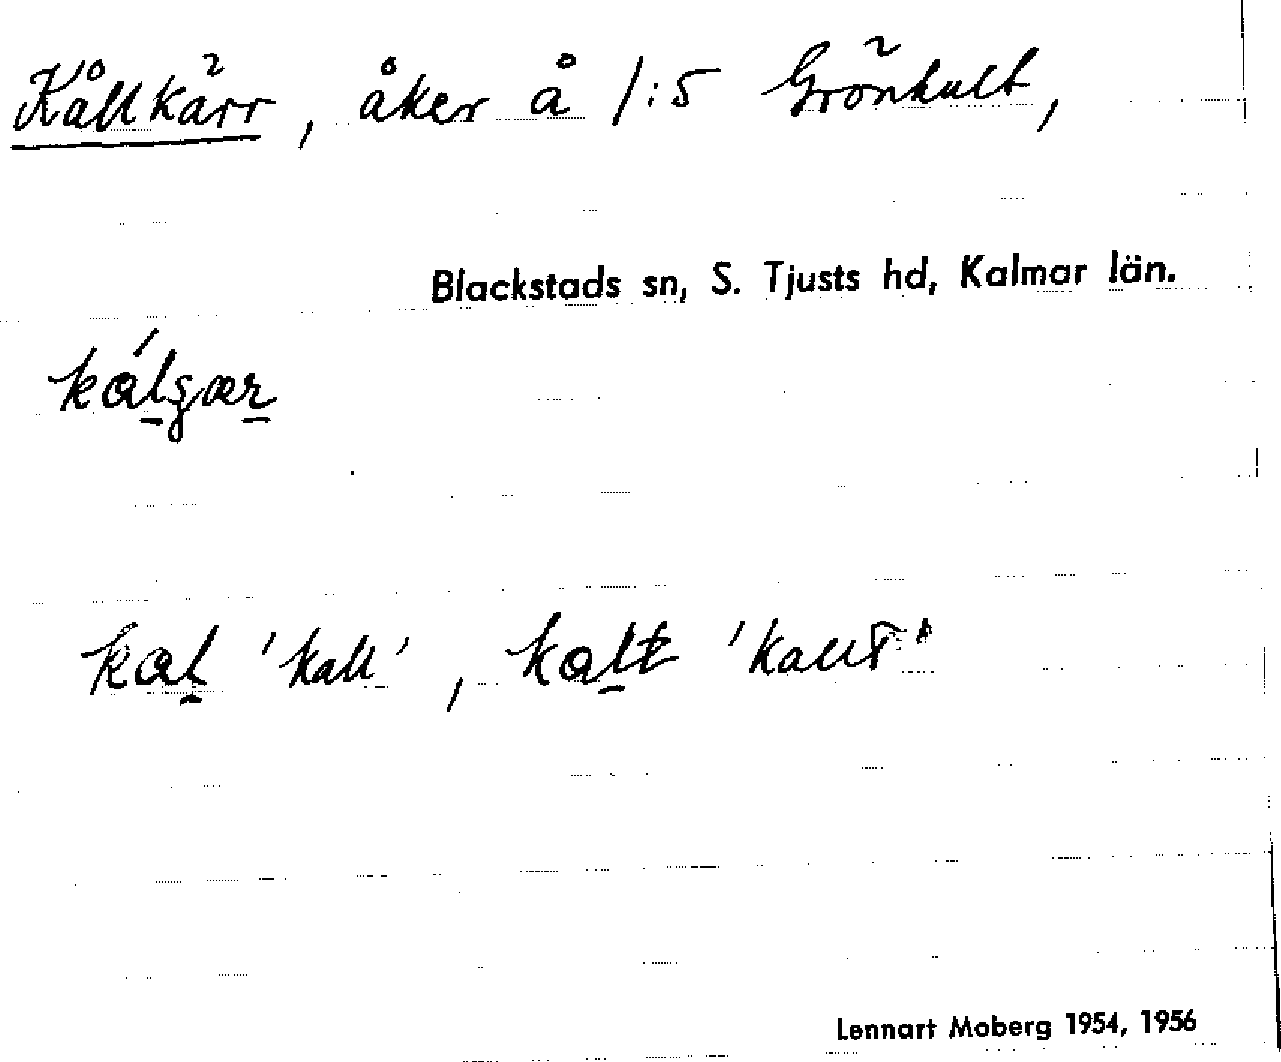 Kållkärr, åker å 1:5 Grönhult,
Blackstads sn, S. Tjusts hd, Kalmar län.
kálgær
kal 'kall', kalt 'kallt'
Lennart Moberg 1954, 1956